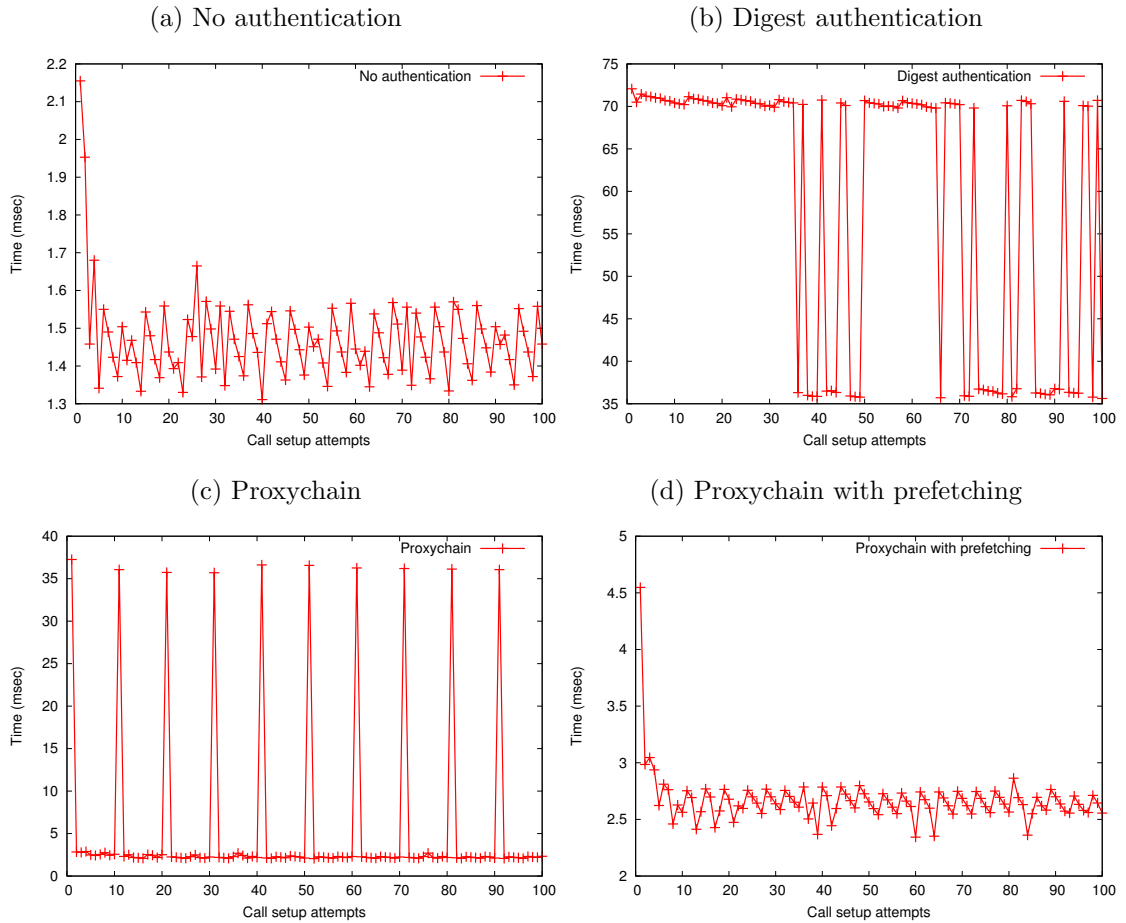 (a) No authentication
(b) Digest authentication
2.2
2.1
2
1.9
1.8
1.7
1.6
1.5
1.4
1.3
0 10 20 30 40 50 60 70 80 90 100
Time (msec)
Call setup attempts
No authentication
75
70
65
60
55
50
45
40
35
0 10 20 30 40 50 60 70 80 90 100
Time (msec)
Call setup attempts
Digest authentication
(c) Proxychain
(d) Proxychain with prefetching
40
35
30
25
20
15
10
5
0
0 10 20 30 40 50 60 70 80 90 100
Time (msec)
Call setup attempts
Proxychain
5
4.5
4
3.5
3
2.5
2
0 10 20 30 40 50 60 70 80 90 100
Time (msec)
Call setup attempts
Proxychain with prefetching